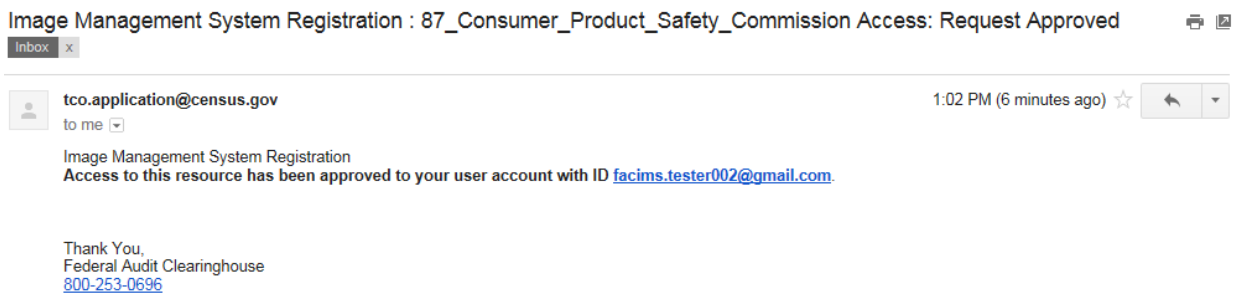 Image Management System Registration : 87_Consumer_Product_Safety_Commission Access: Request Approved
Inbox x
tco.application@census.gov
1:02 PM (6 minutes ago)
to me
Image Management System Registration
Access to this resource has been approved to your user account with ID facims.tester002@gmail.com.
Thank You,
Federal Audit Clearinghouse
800-253-0696